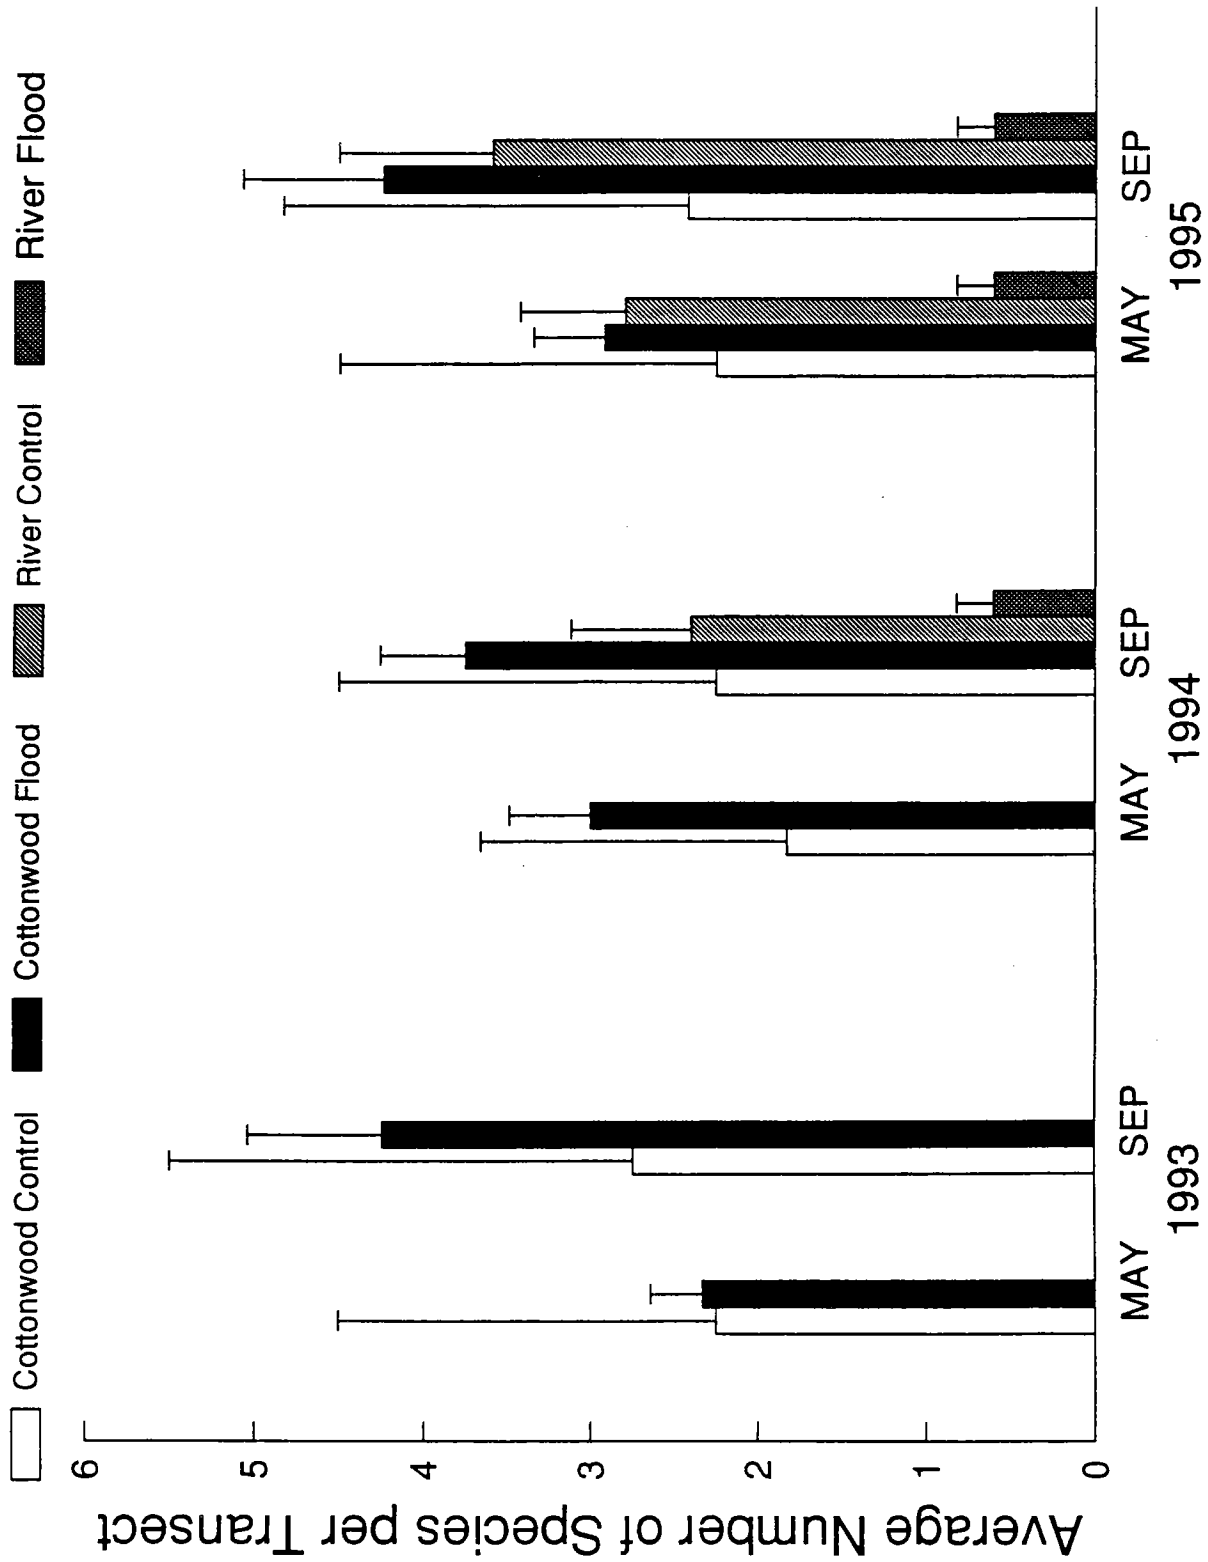 Cottonwood Control Cottonwood Flood River Control River Flood
Average Number of Species per Transect
6
5
4
3
2
1
0
MAY SEP MAY SEP MAY SEP
1993 1994 1995